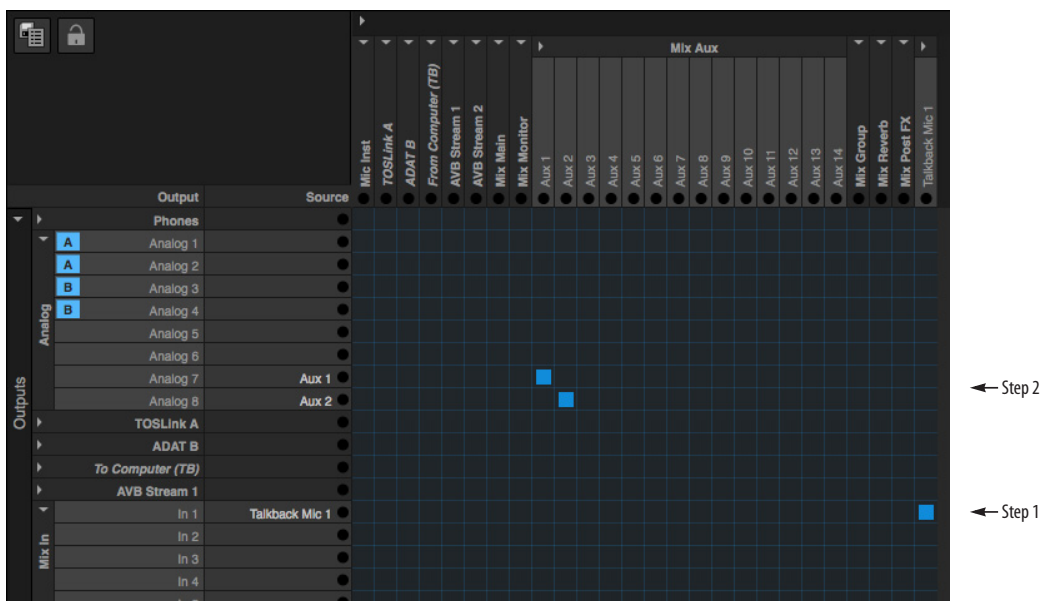 Mix Aux
Mic Inst
TOSLink A
ADAT B
From Computer (TB)
AVB Stream 1
AVB Stream 2
Mix Main
Mix Monitor
Aux 1
Aux 2
Aux 3
Aux 4
Aux 5
Aux 6
Aux 7
Aux 8
Aux 9
Aux 10
Aux 11
Aux 12
Aux 13
Aux 14
Mix Group
Mix Reverb
Mix Post FX
Talkback Mic 1
Output Source
Outputs
Phones
Analog
A Analog 1
A Analog 2
B Analog 3
B Analog 4
Analog 5
Analog 6
Analog 7 Aux 1
Analog 8 Aux 2
Step 2
TOSLink A
ADAT B
To Computer (TB)
AVB Stream 1
Mix In
In 1 Talkback Mic 1
Step 1
In 2
In 3
In 4